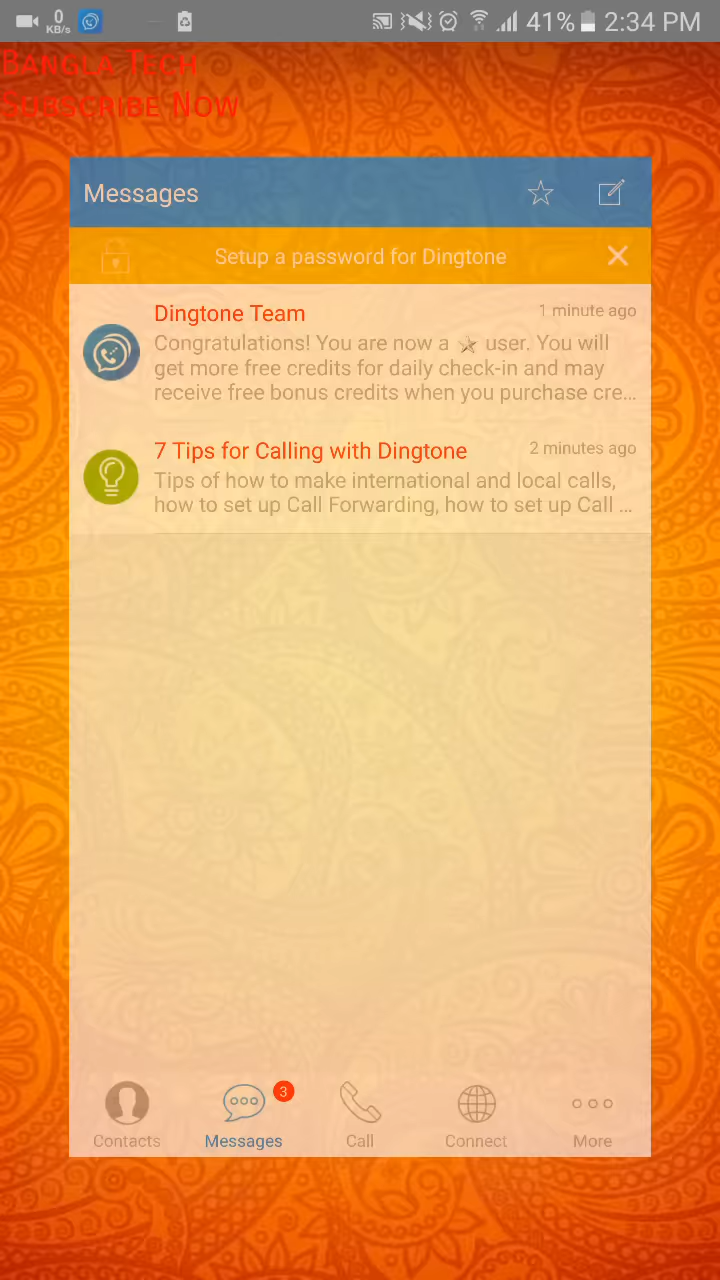 0 KB/s 41% 2:34 PM
Bangla Tech
Subscribe Now
Messages
Setup a password for Dingtone
Dingtone Team 1 minute ago
Congratulations! You are now a ★ user. You will
get more free credits for daily check-in and may
receive free bonus credits when you purchase cre...
7 Tips for Calling with Dingtone 2 minutes ago
Tips of how to make international and local calls,
how to set up Call Forwarding, how to set up Call ...
3
Contacts Messages Call Connect More